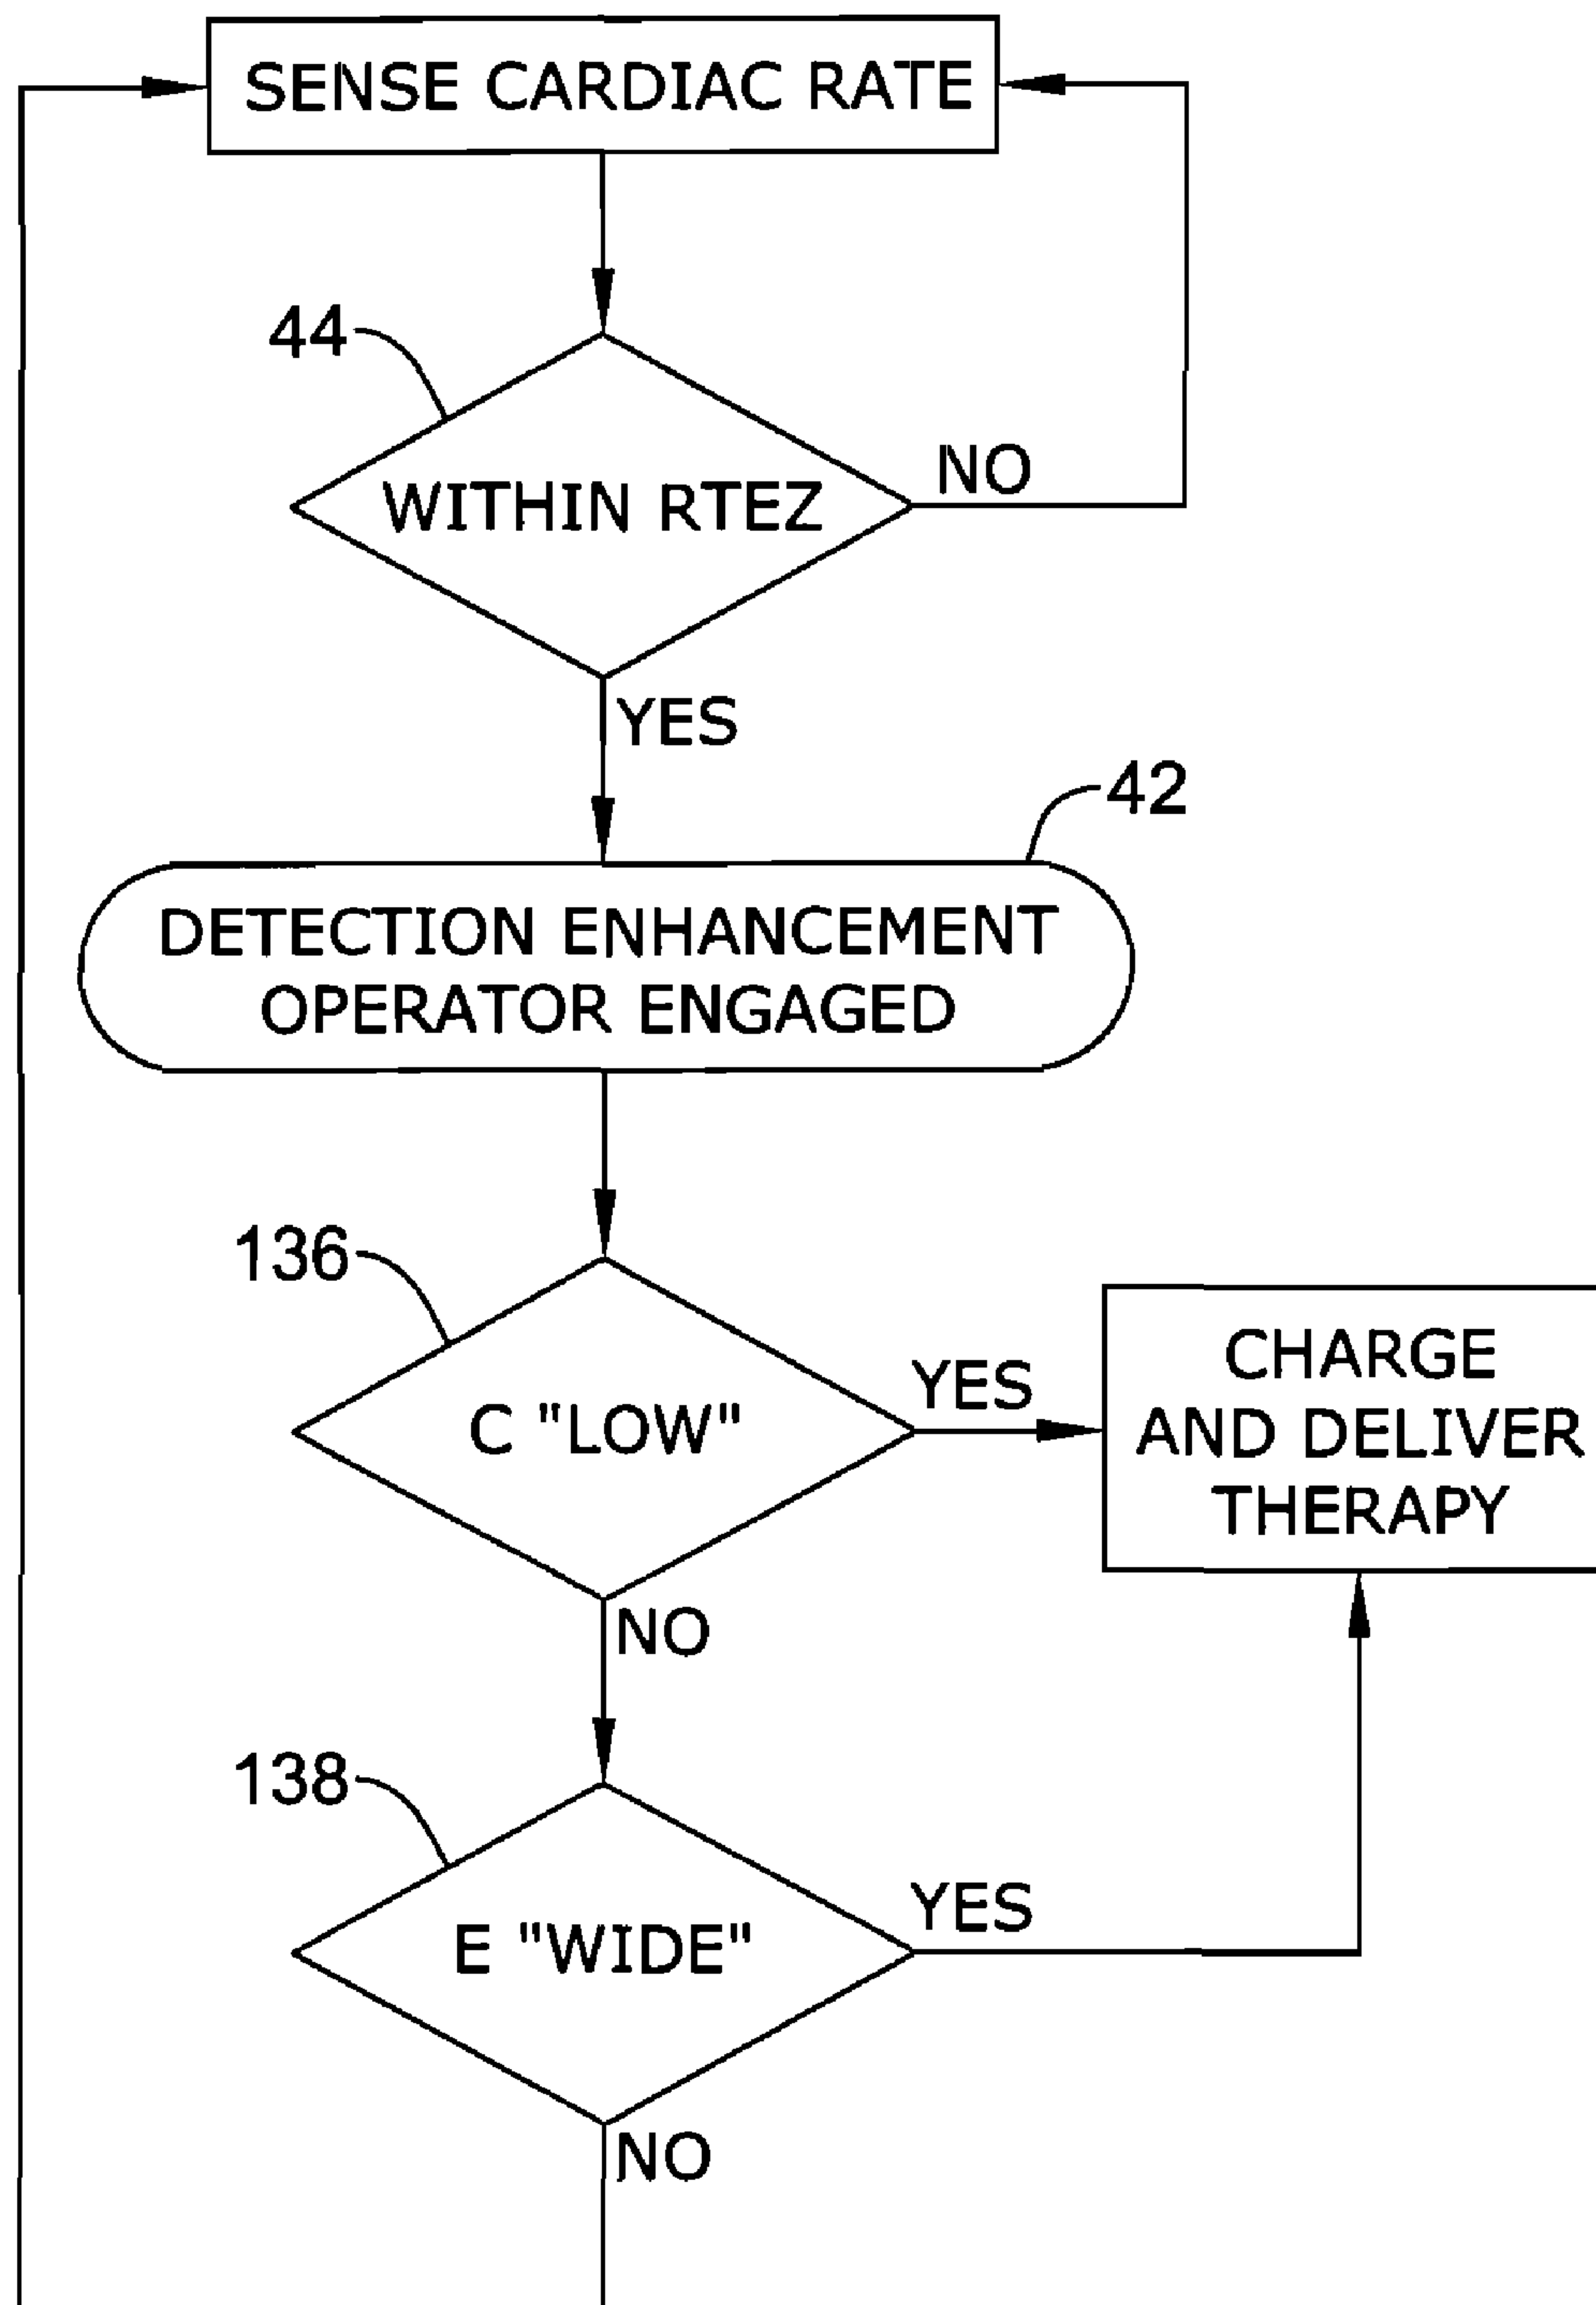 SENSE CARDIAC RATE
44
WITHIN RTEZ
NO
YES
42
DETECTION ENHANCEMENT
OPERATOR ENGAGED
136
C "LOW"
YES
CHARGE
AND DELIVER
THERAPY
NO
138
E "WIDE"
YES
NO